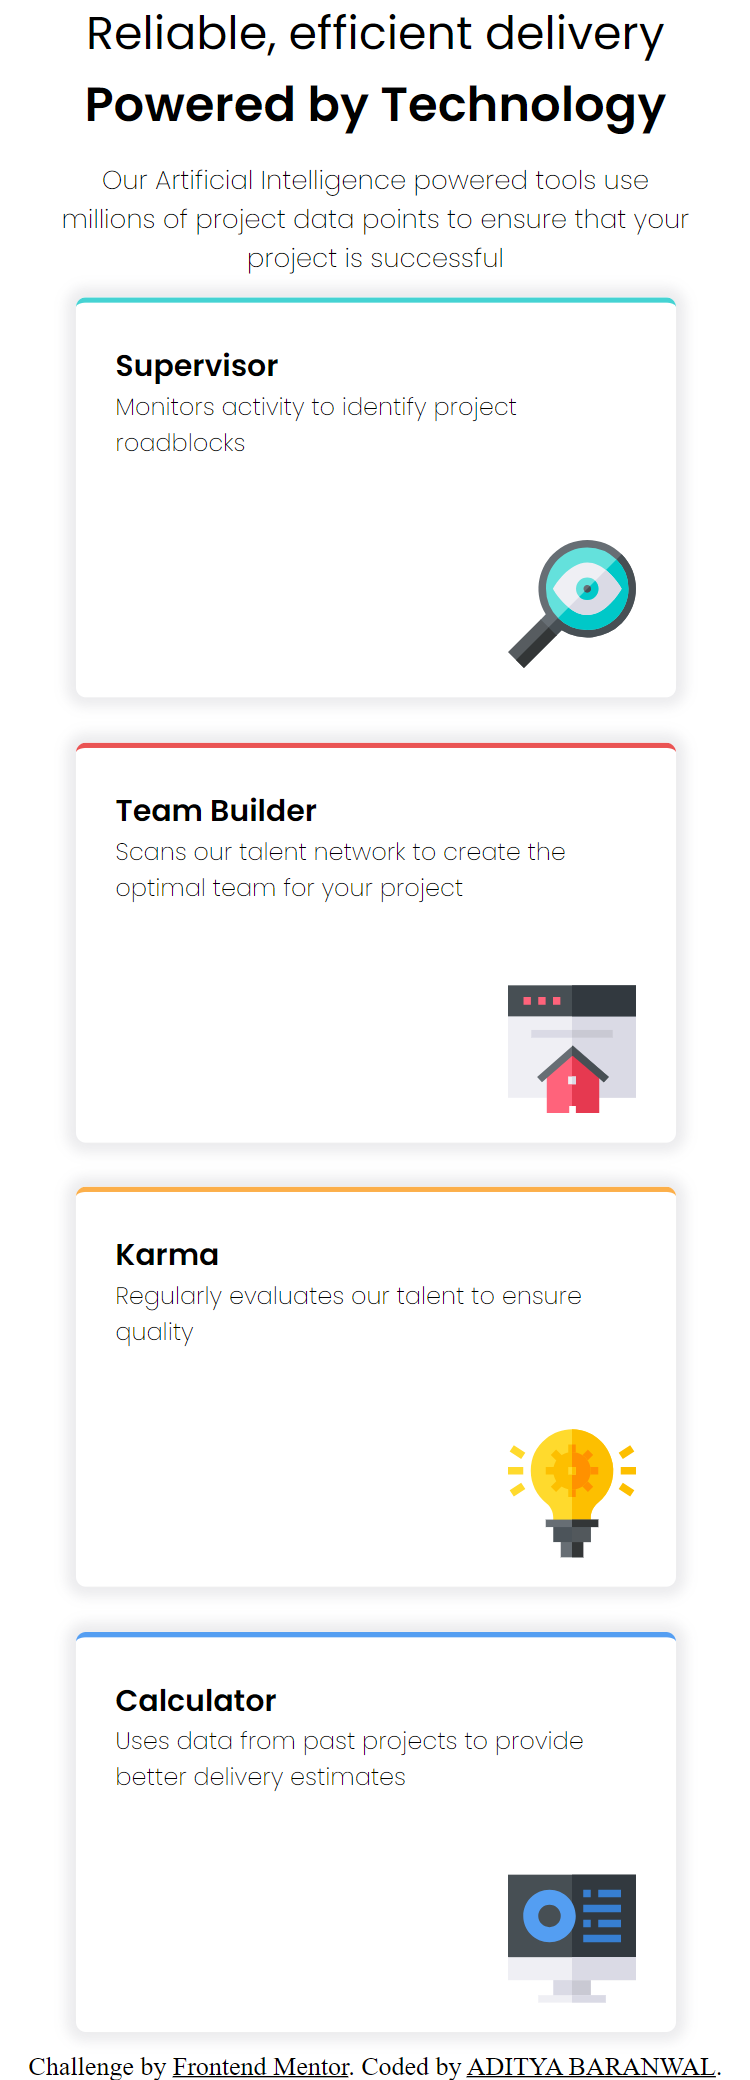 Reliable, efficient delivery
Powered by Technology
Our Artificial Intelligence powered tools use
millions of project data points to ensure that your
project is successful
Supervisor
Monitors activity to identify project
roadblocks
Team Builder
Scans our talent network to create the
optimal team for your project
Karma
Regularly evaluates our talent to ensure
quality
Calculator
Uses data from past projects to provide
better delivery estimates
Challenge by Frontend Mentor. Coded by ADITYA BARANWAL.